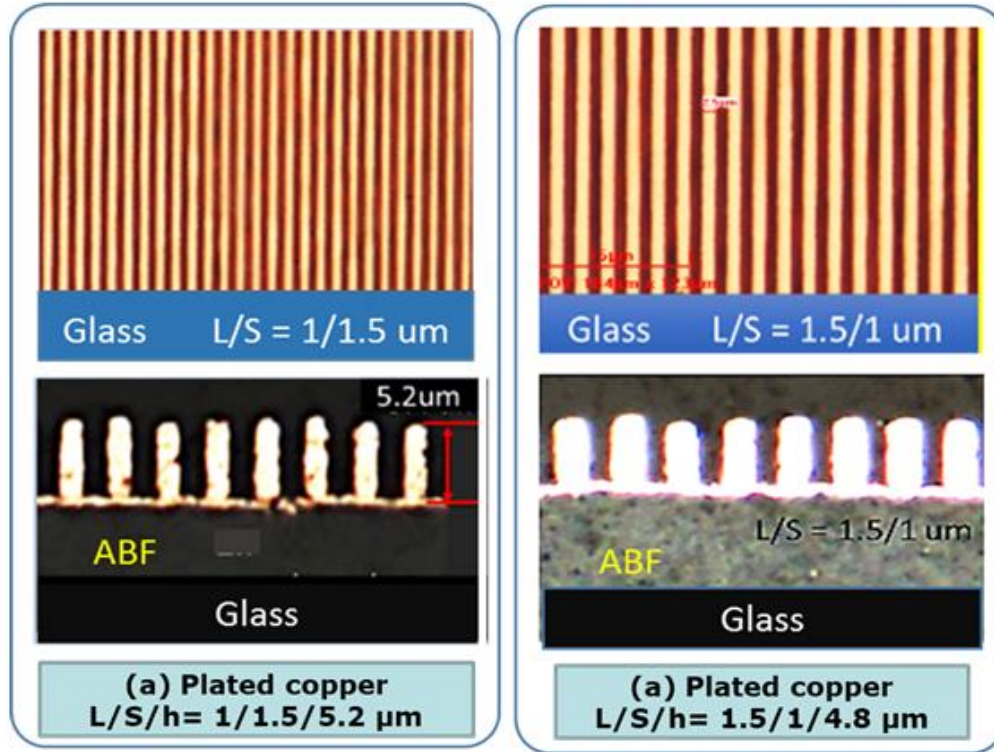 Glass L/S = 1/1.5 um
5.2um
ABF
Glass
(a) Plated copper
L/S/h= 1/1.5/5.2 µm
Glass L/S = 1.5/1 um
L/S = 1.5/1 um
ABF
Glass
(a) Plated copper
L/S/h= 1.5/1/4.8 µm